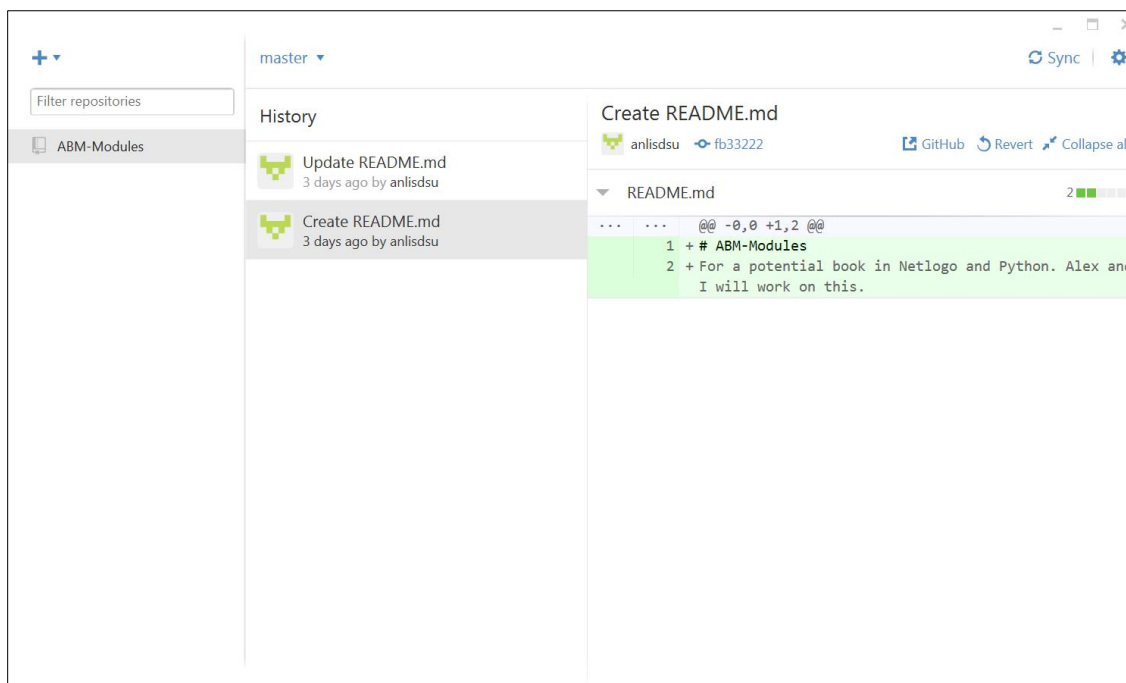 master
Sync
Filter repositories
ABM-Modules
History
Update README.md
3 days ago by anlisdsu
Create README.md
3 days ago by anlisdsu
Create README.md
anlisdsu fb33222 GitHub Revert Collapse al
README.md 2
... ... @@ -0,0 +1,2 @@
1 + # ABM-Modules
2 + For a potential book in Netlogo and Python. Alex and
I will work on this.